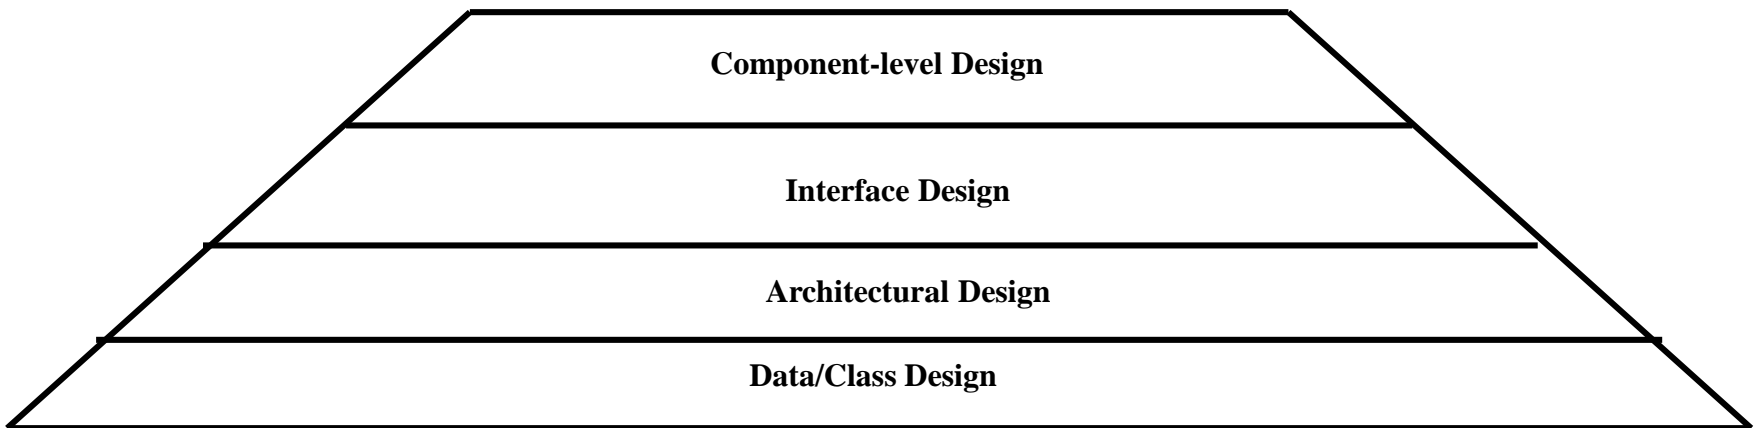 Component-level Design
Interface Design
Architectural Design
Data/Class Design